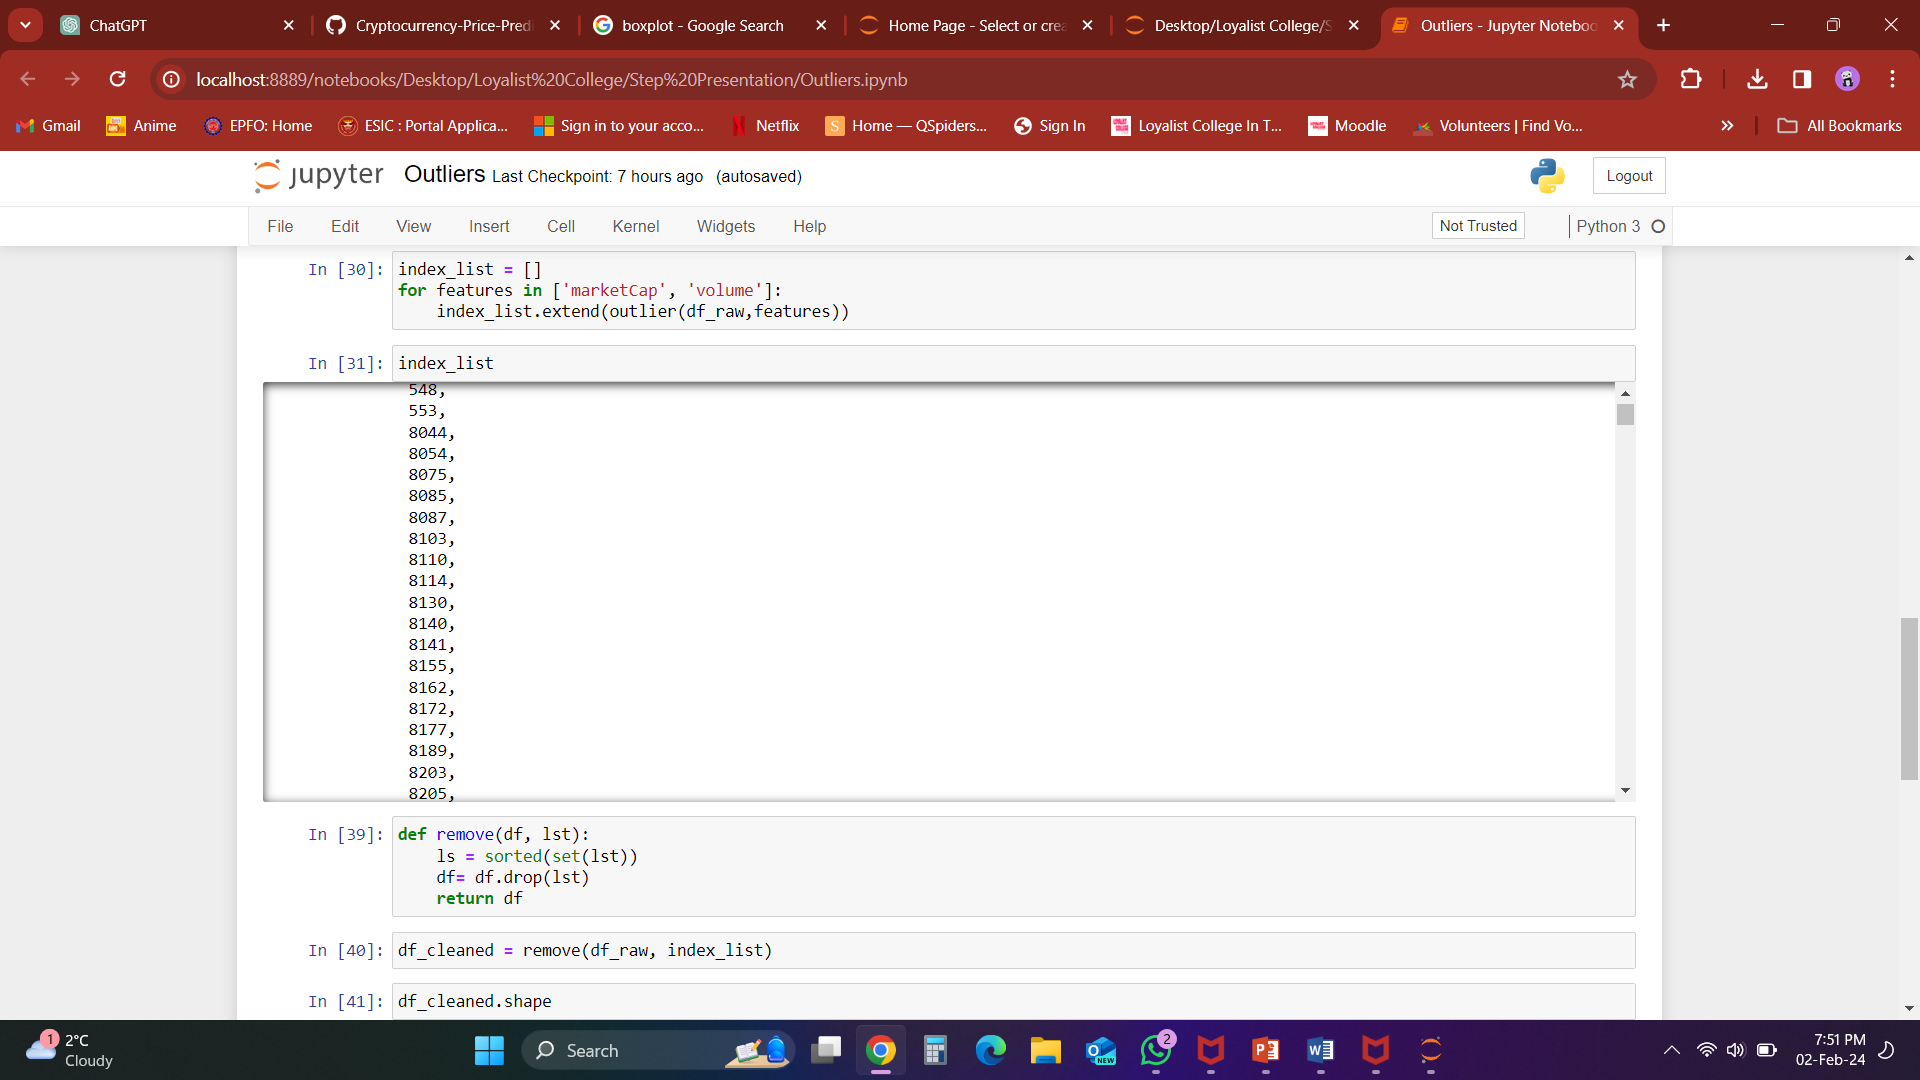 ChatGPT
Cryptocurrency-Price-Predi
boxplot - Google Search
Home Page - Select or crea
Desktop/Loyalist College/S
Outliers - Jupyter Noteboo
localhost:8889/notebooks/Desktop/Loyalist%20College/Step%20Presentation/Outliers.ipynb
Gmail
Anime
EPFO: Home
ESIC : Portal Applica...
Sign in to your acco...
Netflix
Home — QSpiders...
Sign In
Loyalist College In T...
Moodle
Volunteers | Find Vo...
All Bookmarks
jupyter Outliers Last Checkpoint: 7 hours ago (autosaved)
Logout
File Edit View Insert Cell Kernel Widgets Help
Not Trusted
Python 3
In [30]: index_list = []
for features in ['marketCap', 'volume']:
index_list.extend(outlier(df_raw,features))
In [31]: index_list
548,
553,
8044,
8054,
8075,
8085,
8087,
8103,
8110,
8114,
8130,
8140,
8141,
8155,
8162,
8172,
8177,
8189,
8203,
8205,
In [39]: def remove(df, lst):
ls = sorted(set(lst))
df= df.drop(lst)
return df
In [40]: df_cleaned = remove(df_raw, index_list)
In [41]: df_cleaned.shape
1
2°C
Cloudy
Search
NEW
2
7:51 PM
02-Feb-24